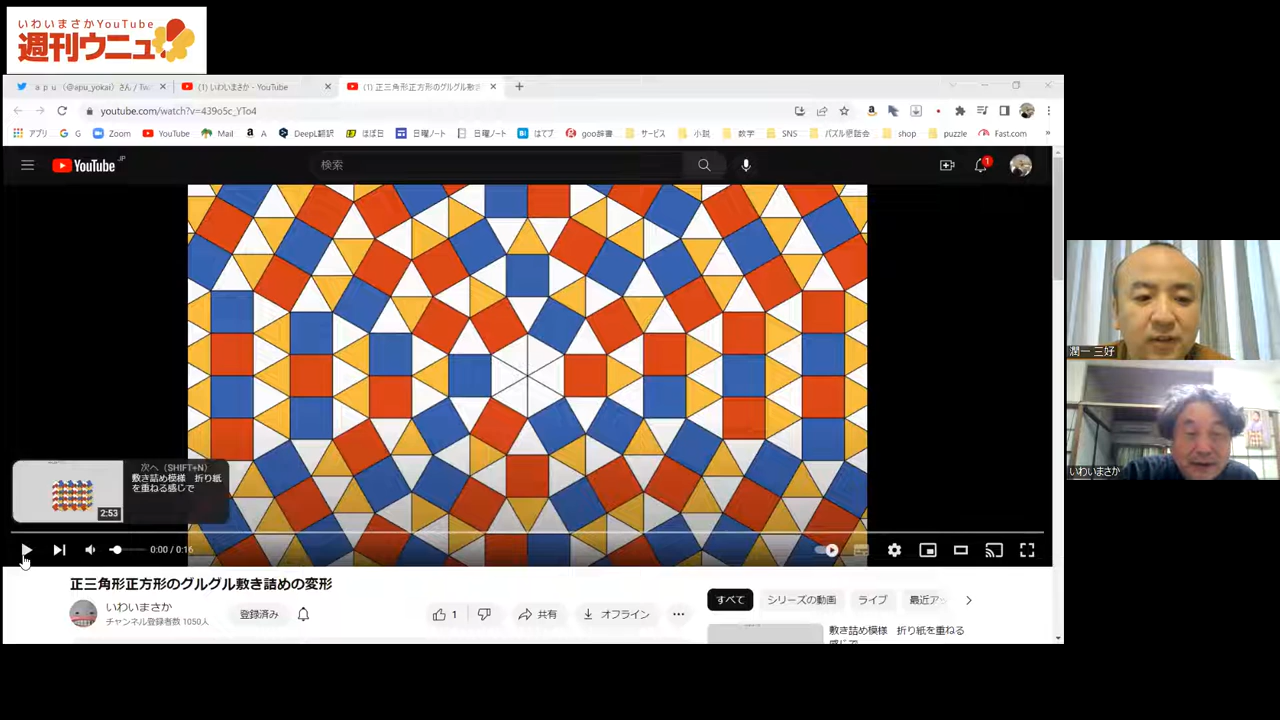 いわいまさかYouTube
週刊ウニュ
ａｐｕ（@apu_yokai）さん / Tw
(1) いわいまさか - YouTube
(1) 正三角形正方形のグルグル敷き
youtube.com/watch?v=439o5c_YTo4
アプリ G Zoom YouTube Mail A DeepL翻訳 ほぼ日 日曜ノート 日曜ノート はてブ goo辞書 サービス 小説 数学 SNS パズル懇話会 shop puzzle Fast.com »
YouTube JP
検索
1
次へ（SHIFT+N）
敷き詰め模様　折り紙
を重ねる感じで
2:53
0:00 / 0:16
正三角形正方形のグルグル敷き詰めの変形
いわいまさか
チャンネル登録者数 1050人
登録済み
1
共有
オフライン
すべて
シリーズの動画
ライブ
最近アッ
敷き詰め模様　折り紙を重ねる
感じで
潤一 三好
いわいまさか